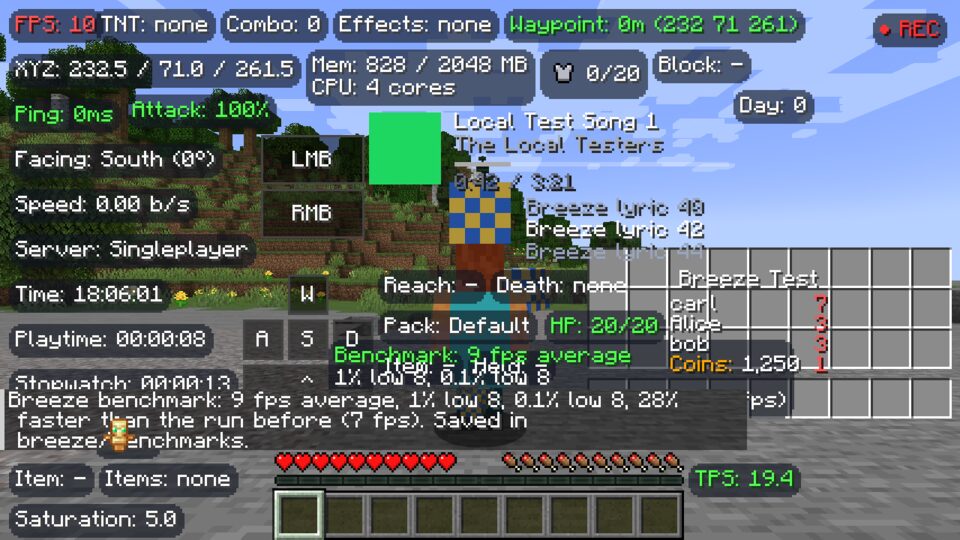 FPS: 10
TNT: none
Combo: 0
Effects: none
Waypoint: 0m (232 71 261)
REC
XYZ: 232.5 / 71.0 / 261.5
Mem: 828 / 2048 MB
CPU: 4 cores
0/20
Block: -
Ping: 0ms
Attack: 100%
Day: 0
Local Test Song 1
The Local Testers
0:42 / 3:21
Facing: South (0°)
LMB
Speed: 0.00 b/s
RMB
Breeze lyric 40
Breeze lyric 42
Breeze lyric 44
Server: Singleplayer
Reach: -
Death: none
Breeze Test
Time: 18:06:01
W
carl 7
Alice 3
bob 3
Coins: 1,250 1
Pack: Default
HP: 20/20
Playtime: 00:00:08
A
S
D
Benchmark: 9 fps average
1% low 8, 0.1% low 8
Stopwatch: 00:00:13
^
Breeze benchmark: 9 fps average, 1% low 8, 0.1% low 8, 28%
faster than the run before (7 fps). Saved in
breeze/benchmarks.
fps)
Item: -
Items: none
TPS: 19.4
Saturation: 5.0